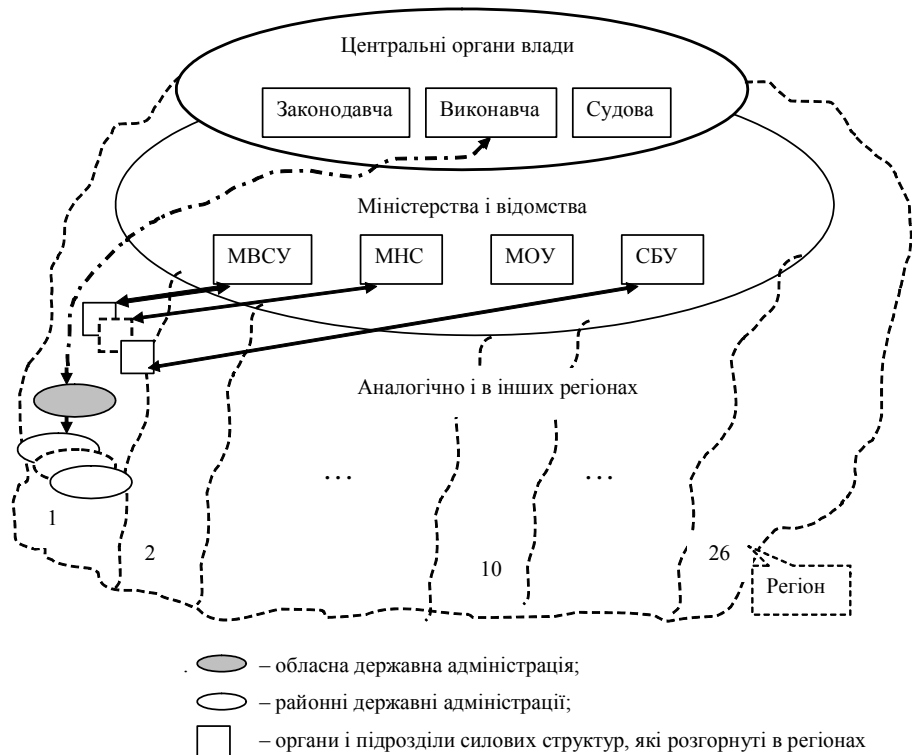 Центральні органи влади
Законодавча Виконавча Судова
Міністерства і відомства
МВСУ МНС МОУ СБУ
Аналогічно і в інших регіонах
... ...
1
2 10 26
Регіон
. – обласна державна адміністрація;
– районні державні адміністрації;
– органи і підрозділи силових структур, які розгорнуті в регіонах